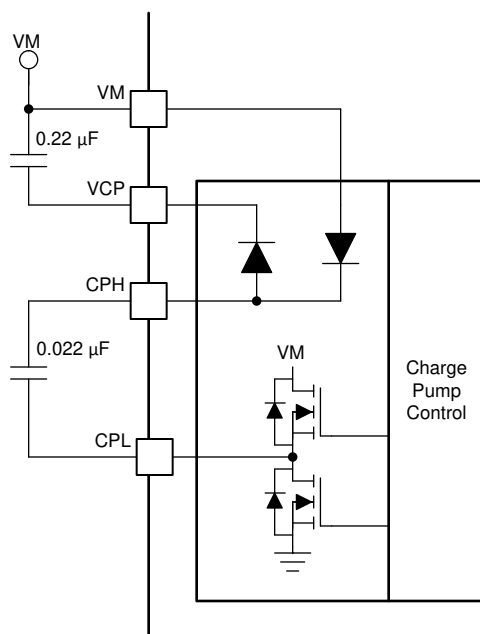 VM
VM
0.22 µF
VCP
CPH
0.022 µF
VM
Charge
Pump
Control
CPL